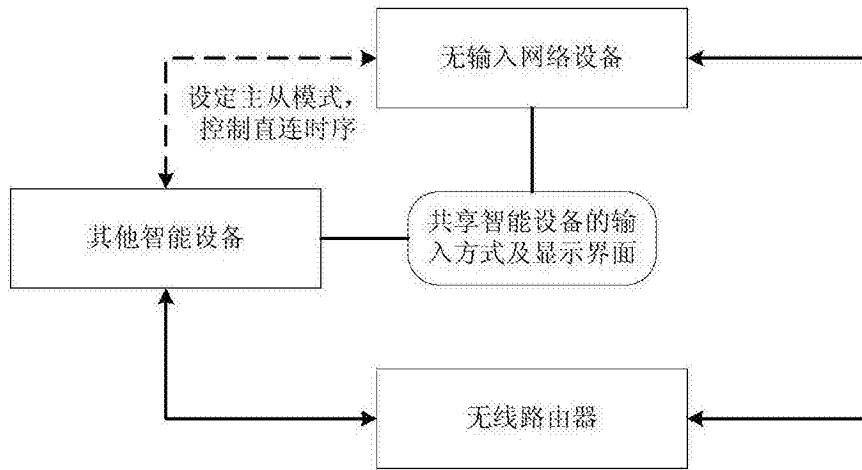 无输入网络设备
设定主从模式，
控制直连时序
其他智能设备
共享智能设备的输
入方式及显示界面
无线路由器